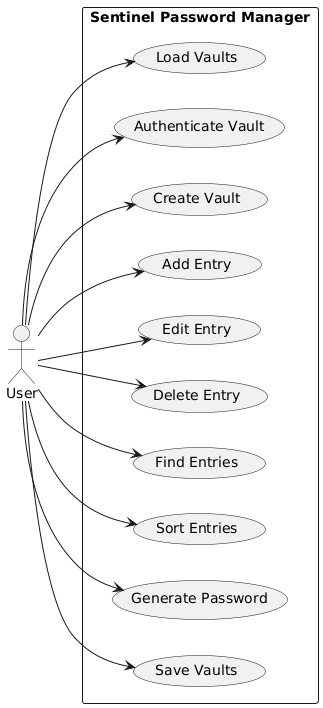 Sentinel Password Manager
Load Vaults
Authenticate Vault
Create Vault
Add Entry
Edit Entry
User
Delete Entry
Find Entries
Sort Entries
Generate Password
Save Vaults